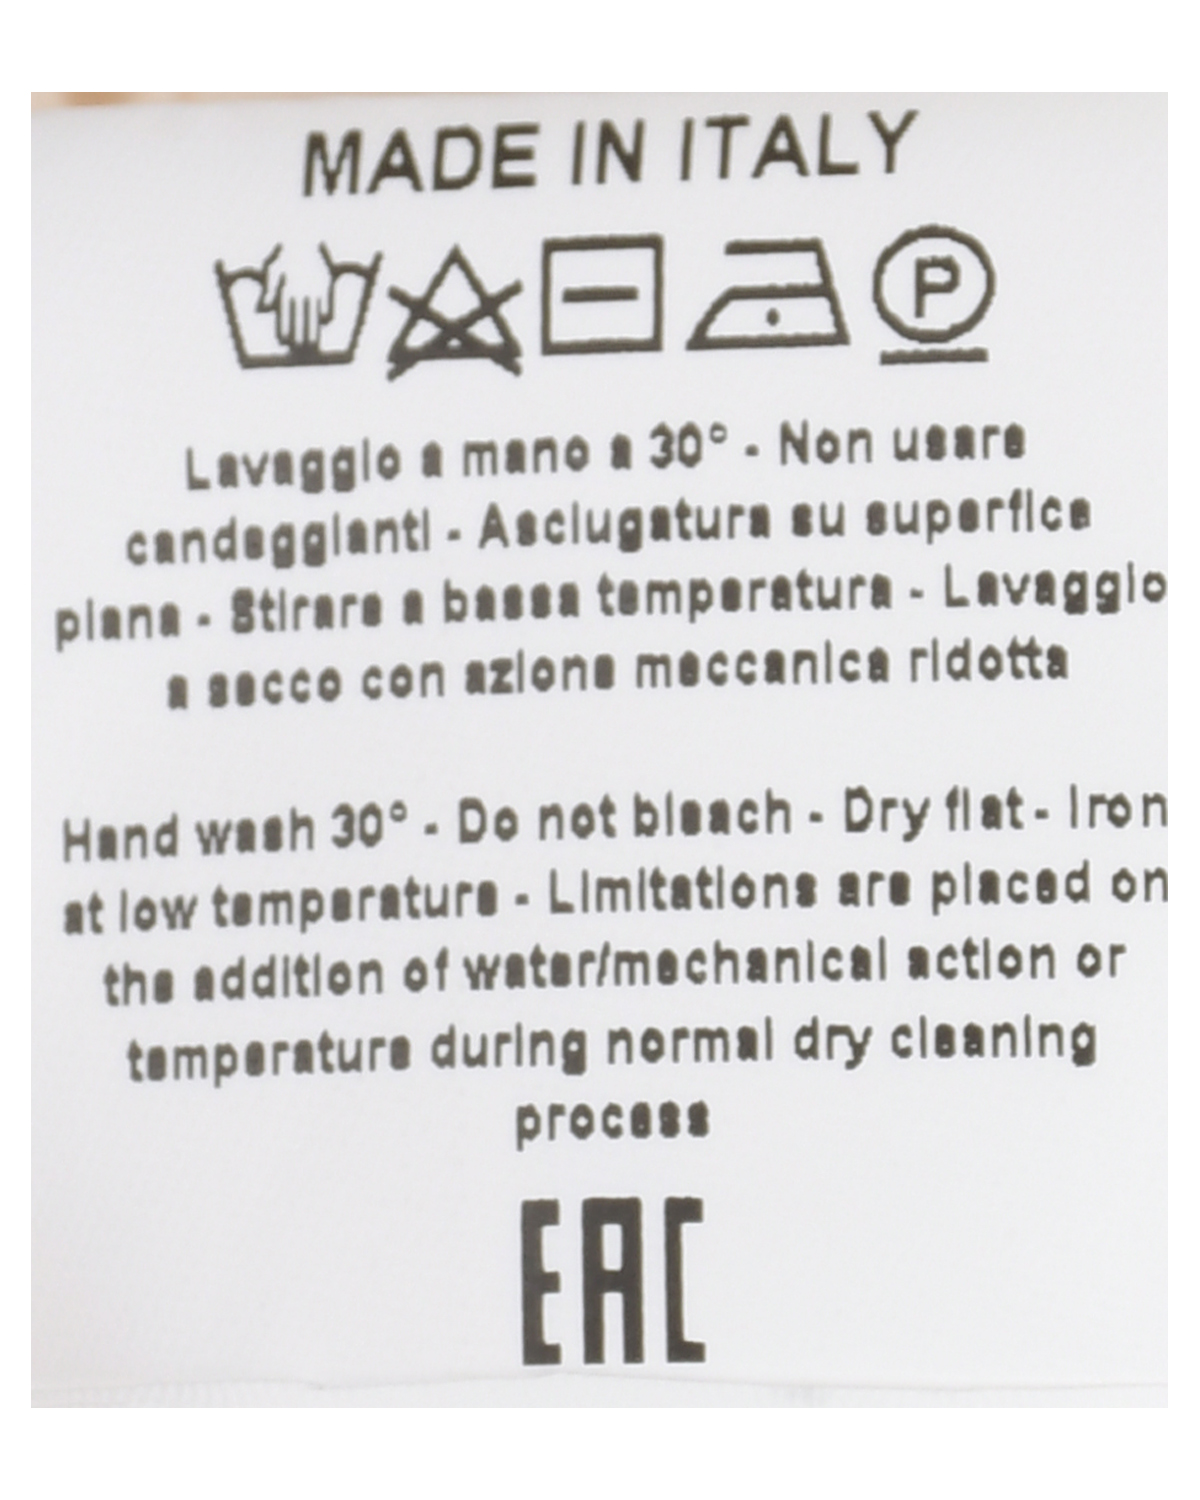 MADE IN ITALY
P
Lavaggio a mano a 30° - Non usare
candeggianti - Asciugatura su superfice
piana - Stirare a bassa temperatura - Lavaggio
a secco con azione meccanica ridotta
Hand wash 30° - Do not bleach - Dry flat - Iron
at low temperature - Limitations are placed on
the addition of water/mechanical action or
temperature during normal dry cleaning
process
EAC